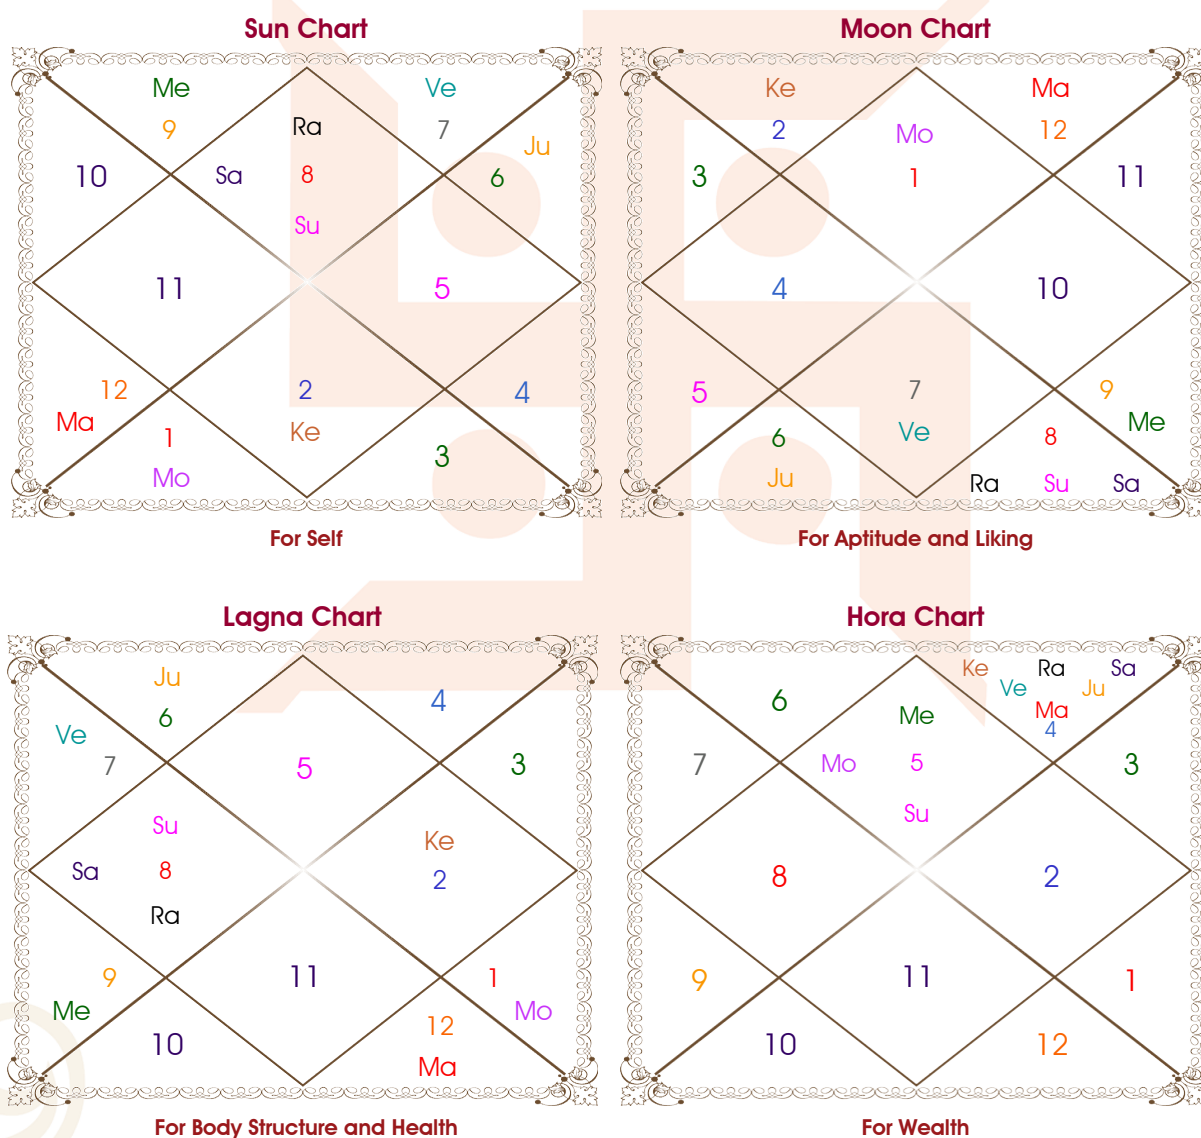 Sun Chart
Me
Ve
Ra
9
7
Ju
10
Sa
8
6
Su
11
5
12
2
4
Ma
1
Ke
3
Mo
For Self
Moon Chart
Ke
Ma
2
Mo
12
3
1
11
4
10
5
7
9
6
Ve
8
Me
Ju
Ra
Su
Sa
For Aptitude and Liking
Lagna Chart
Ju
4
6
Ve
7
5
3
Su
Ke
Sa
8
2
Ra
9
11
1
Me
Mo
10
12
Ma
For Body Structure and Health
Hora Chart
Ke
Ra
Sa
Ve
Ju
6
Me
Ma
4
7
Mo
5
3
Su
8
2
9
11
1
10
12
For Wealth